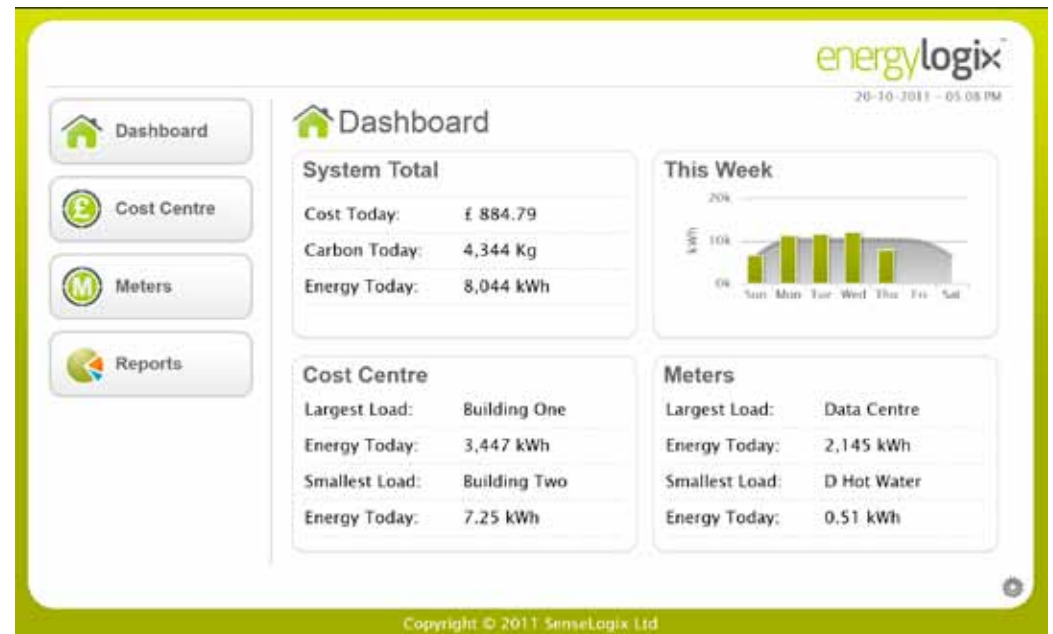 energylogix™
20-10-2011 - 05:08 PM
Dashboard
Cost Centre
Meters
Reports
Dashboard
System Total
Cost Today: £ 884.79
Carbon Today: 4,344 Kg
Energy Today: 8,044 kWh
This Week
20k
kWh
10k
0k
Sun Mon Tue Wed Thu Fri Sat
Cost Centre
Largest Load: Building One
Energy Today: 3,447 kWh
Smallest Load: Building Two
Energy Today: 7.25 kWh
Meters
Largest Load: Data Centre
Energy Today: 2,145 kWh
Smallest Load: D Hot Water
Energy Today: 0.51 kWh
Copyright © 2011 SenseLogix Ltd